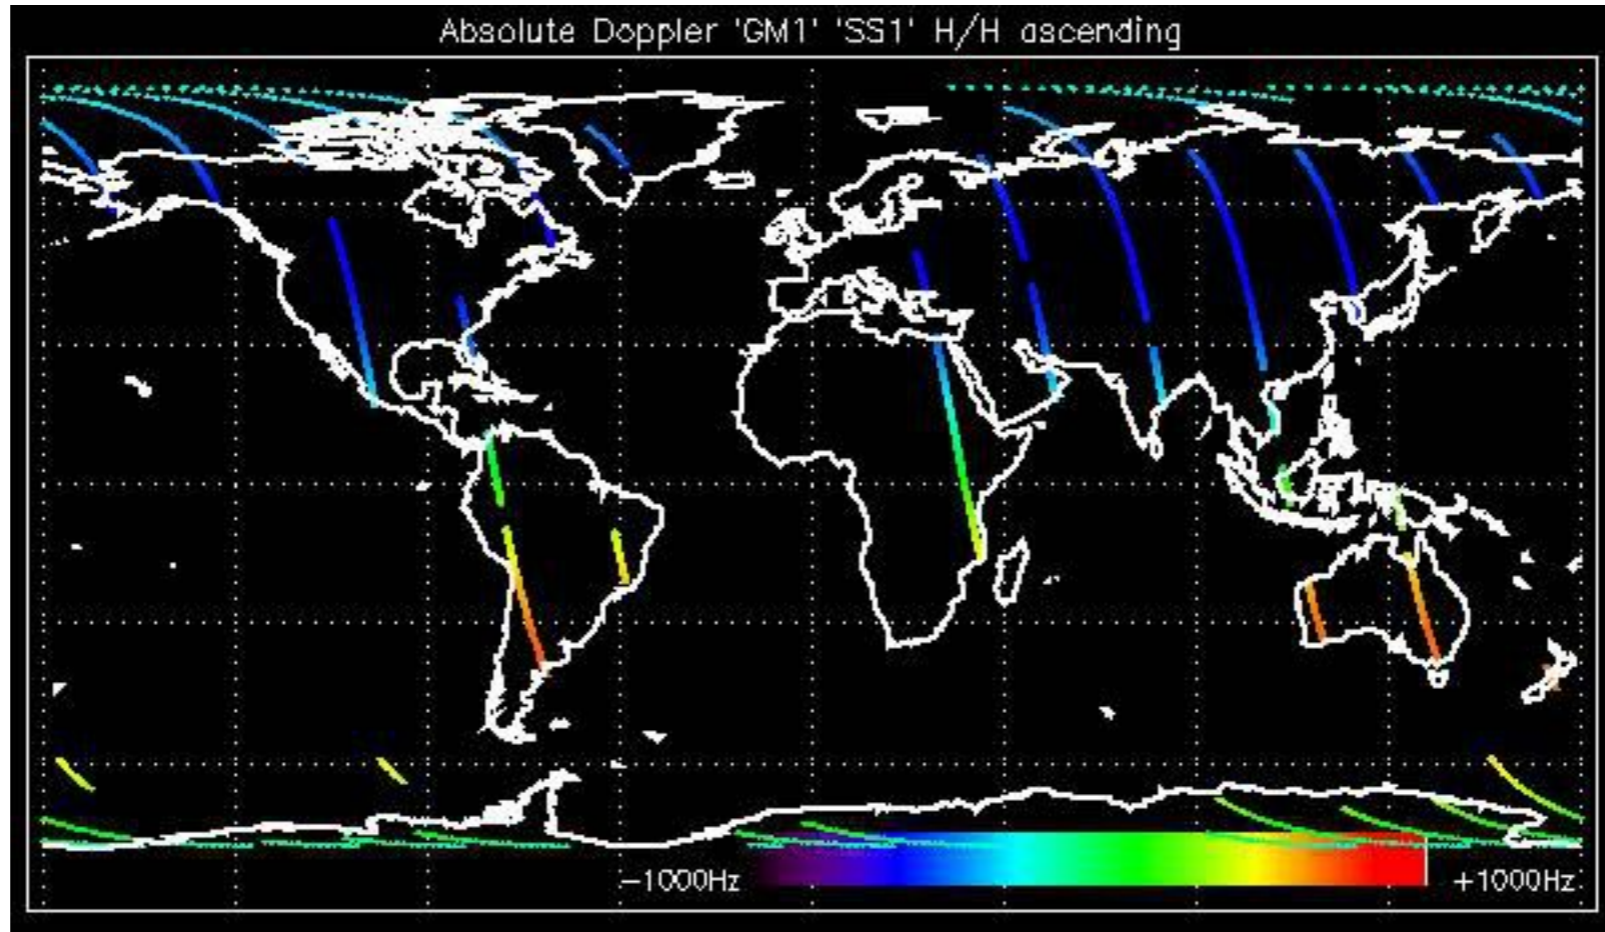 Absolute Doppler 'GM1' 'SS1' H/H ascending
−1000Hz
+1000Hz